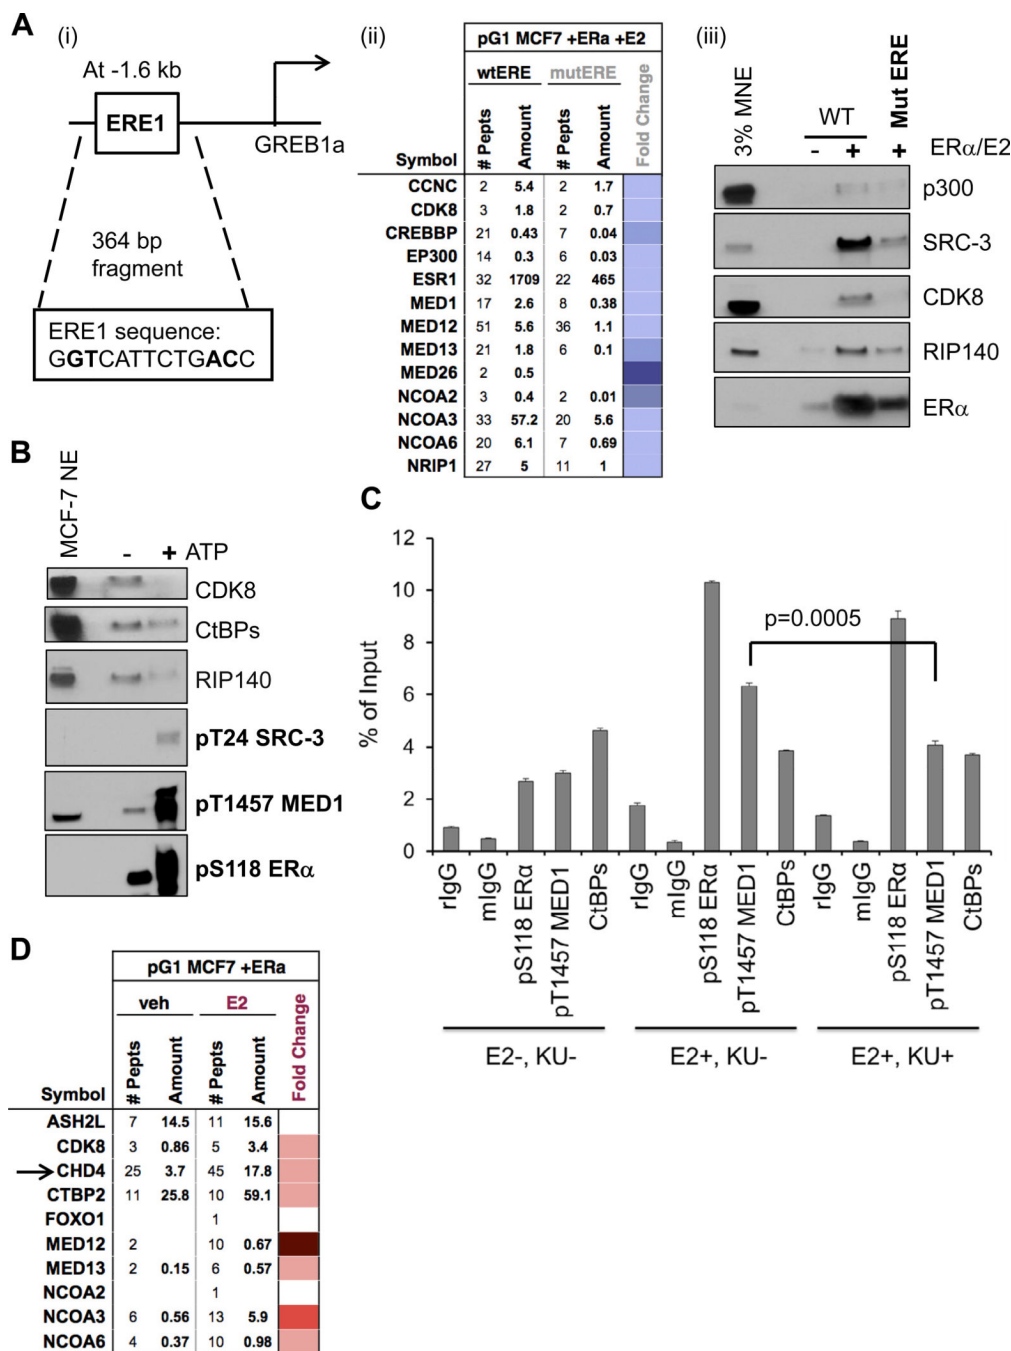 A
(i)
At -1.6 kb
ERE1
GREB1a
364 bp
fragment
ERE1 sequence:
GGTCATTCTGACC
(ii)
pG1 MCF7 +ERa +E2
wtERE mutERE
Symbol # Pepts Amount # Pepts Amount Fold Change
CCNC 2 5.4 2 1.7
CDK8 3 1.8 2 0.7
CREBBP 21 0.43 7 0.04
EP300 14 0.3 6 0.03
ESR1 32 1709 22 465
MED1 17 2.6 8 0.38
MED12 51 5.6 36 1.1
MED13 21 1.8 6 0.1
MED26 2 0.5
NCOA2 3 0.4 2 0.01
NCOA3 33 57.2 20 5.6
NCOA6 20 6.1 7 0.69
NRIP1 27 5 11 1
(iii)
3% MNE WT Mut ERE
- + + ERα/E2
p300
SRC-3
CDK8
RIP140
ERα
B
MCF-7 NE - + ATP
CDK8
CtBPs
RIP140
pT24 SRC-3
pT1457 MED1
pS118 ERα
C
% of Input
12
10
8
6
4
2
0
p=0.0005
rIgG mIgG pS118 ERα pT1457 MED1 CtBPs rIgG mIgG pS118 ERα pT1457 MED1 CtBPs rIgG mIgG pS118 ERα pT1457 MED1 CtBPs
E2-, KU- E2+, KU- E2+, KU+
D
pG1 MCF7 +ERa
veh E2
Symbol # Pepts Amount # Pepts Amount Fold Change
ASH2L 7 14.5 11 15.6
CDK8 3 0.86 5 3.4
CHD4 25 3.7 45 17.8
CTBP2 11 25.8 10 59.1
FOXO1 1
MED12 2 10 0.67
MED13 2 0.15 6 0.57
NCOA2 1
NCOA3 6 0.56 13 5.9
NCOA6 4 0.37 10 0.98